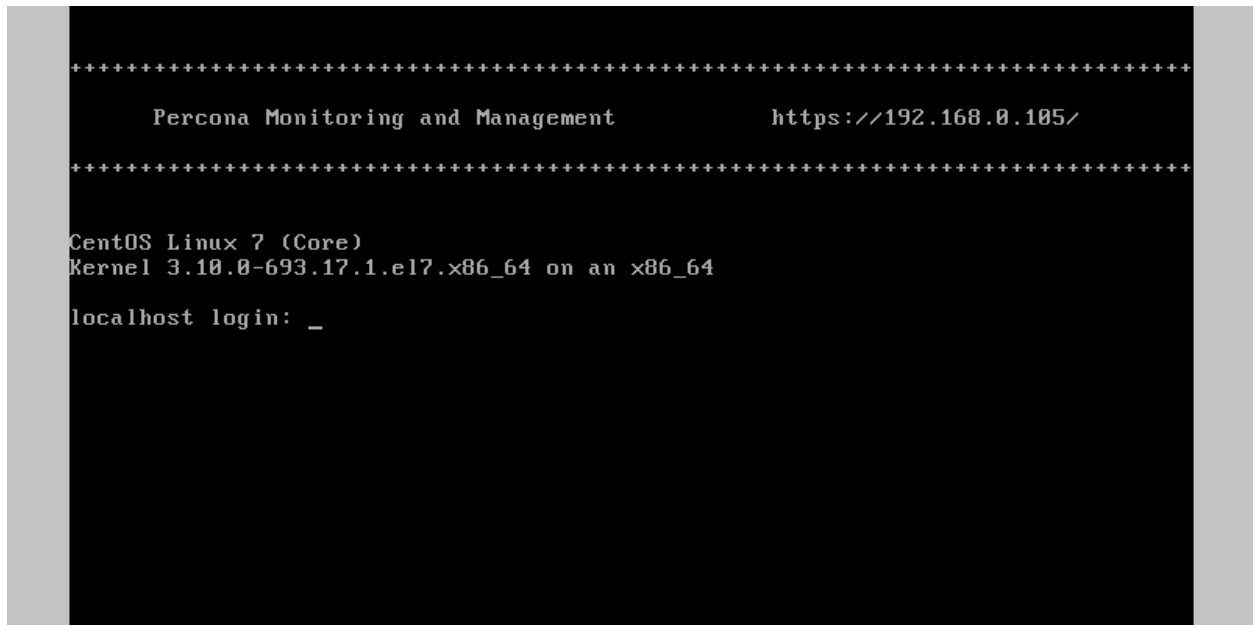 ++++++++++++++++++++++++++++++++++++++++++++++++++++++++++++++++++++++++++++++++
Percona Monitoring and Management https://192.168.0.105/
++++++++++++++++++++++++++++++++++++++++++++++++++++++++++++++++++++++++++++++++
CentOS Linux 7 (Core)
Kernel 3.10.0-693.17.1.el7.x86_64 on an x86_64
localhost login: _